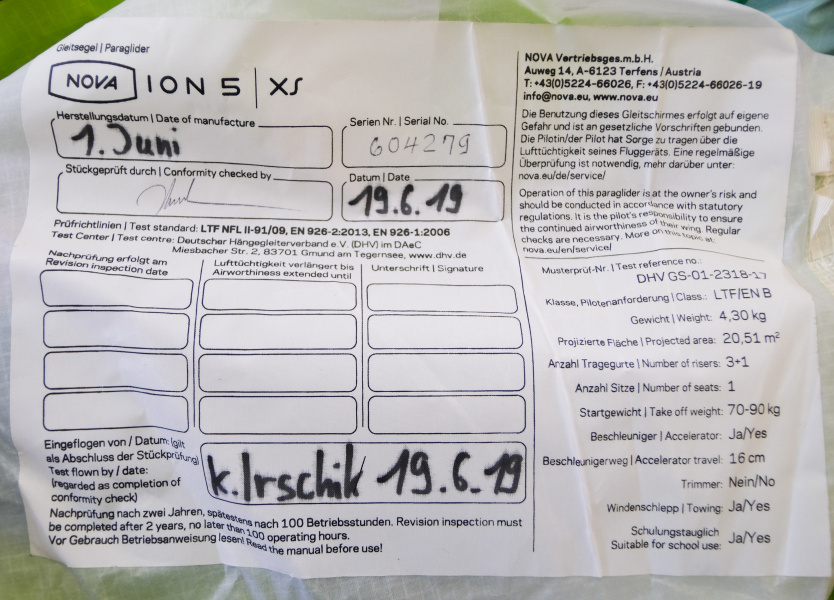 Gleitsegel | Paraglider
NOVA ION 5 | XS
Herstellungsdatum | Date of manufacture
1. Juni
Serien Nr. | Serial No.
604279
Stückgeprüft durch | Conformity checked by
Datum | Date
19.6.19
Prüfrichtlinien | Test standard: LTF NFL II-91/09, EN 926-2:2013, EN 926-1:2006
Test Center | Test centre: Deutscher Hängegleiterverband e.V. (DHV) im DAeC
Miesbacher Str. 2, 83701 Gmund am Tegernsee, www.dhv.de
Nachprüfung erfolgt am
Revision inspection date
Lufttüchtigkeit verlängert bis
Airworthiness extended until
Unterschrift | Signature
Eingeflogen von / Datum: (gilt
als Abschluss der Stückprüfung)
Test flown by / date:
(regarded as completion of
conformity check)
K. Irschik 19.6.19
Nachprüfung nach zwei Jahren, spätestens nach 100 Betriebsstunden. Revision inspection must
be completed after 2 years, no later than 100 operating hours.
Vor Gebrauch Betriebsanweisung lesen! Read the manual before use!
NOVA Vertriebsges.m.b.H.
Auweg 14, A-6123 Terfens / Austria
T: +43(0)5224-66026, F: +43(0)5224-66026-19
info@nova.eu, www.nova.eu
Die Benutzung dieses Gleitschirmes erfolgt auf eigene
Gefahr und ist an gesetzliche Vorschriften gebunden.
Die Pilotin/der Pilot hat Sorge zu tragen über die
Lufttüchtigkeit seines Fluggeräts. Eine regelmäßige
Überprüfung ist notwendig, mehr darüber unter:
nova.eu/de/service/
Operation of this paraglider is at the owner's risk and
should be conducted in accordance with statutory
regulations. It is the pilot's responsibility to ensure
the continued airworthiness of their wing. Regular
checks are necessary. More on this topic at:
nova.eu/en/service/
Musterprüf-Nr. | Test reference no.:
DHV GS-01-2318-17
Klasse, Pilotenanforderung | Class.: LTF/EN B
Gewicht | Weight: 4,30 kg
Projizierte Fläche | Projected area: 20,51 m²
Anzahl Tragegurte | Number of risers: 3+1
Anzahl Sitze | Number of seats: 1
Startgewicht | Take off weight: 70-90 kg
Beschleuniger | Accelerator: Ja/Yes
Beschleunigerweg | Accelerator travel: 16 cm
Trimmer: Nein/No
Windenschlepp | Towing: Ja/Yes
Schulungstauglich
Suitable for school use: Ja/Yes